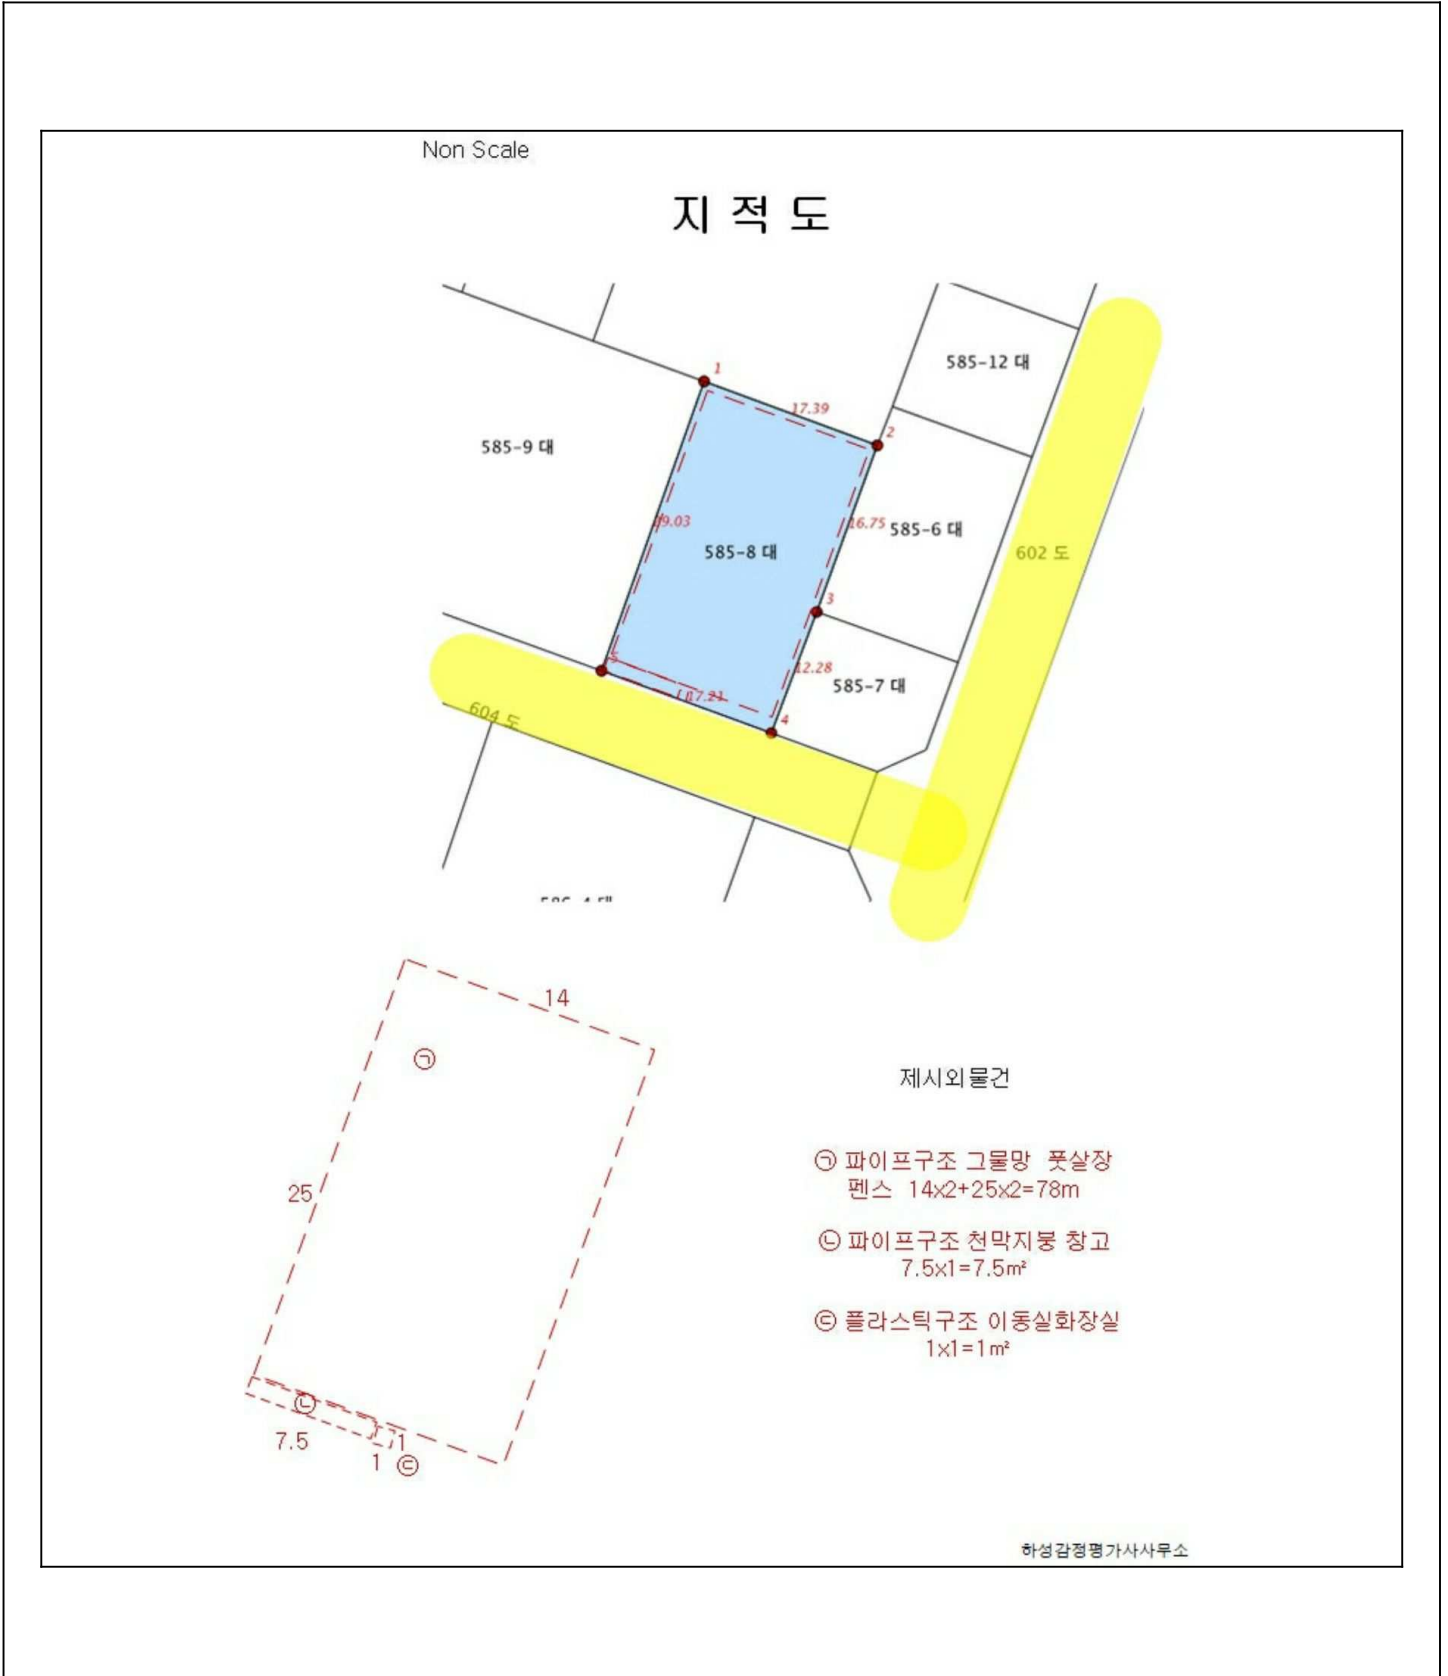 Non Scale
지 적 도
585-12 대
1
17.39
2
585-9 대
16.75
585-6 대
585-8 대
602 도
3
12.28
585-7 대
5
17.21
4
604 도
14
㉠
25
㉡
7.5
1
1
㉢
제시외물건
㉠ 파이프구조 그물망 풋살장
펜스 14x2+25x2=78m
㉡ 파이프구조 천막지붕 창고
7.5x1=7.5m²
㉢ 플라스틱구조 이동실화장실
1x1=1m²
하성감정평가사사무소